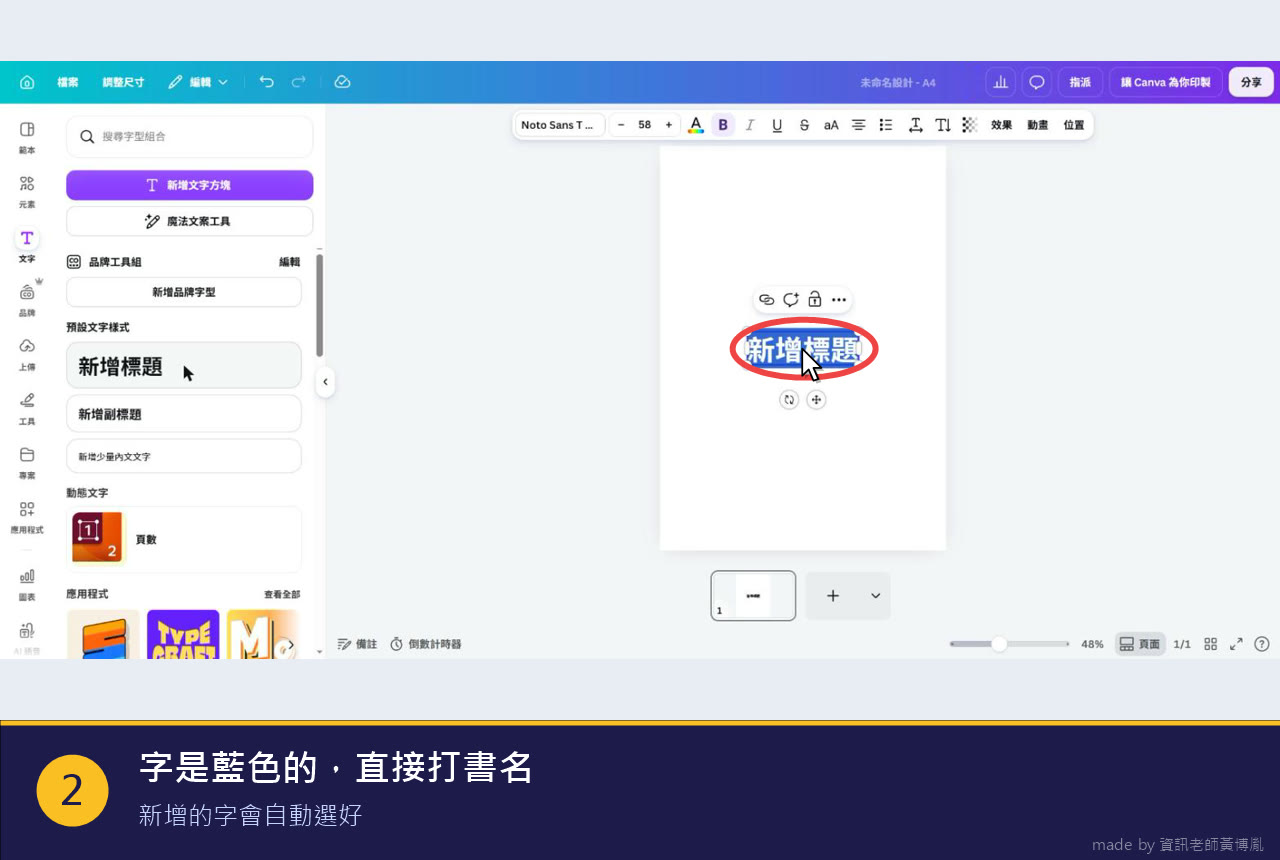 檔案 調整尺寸 編輯 未命名設計 - A4 指派 讓 Canva 為你印製 分享
Noto Sans T ... − 58 + A B I U S aA 效果 動畫 位置
範本
元素
文字
品牌
上傳
工具
專案
應用程式
圖表
AI 語音
搜尋字型組合
新增文字方塊
魔法文案工具
品牌工具組 編輯
新增品牌字型
預設文字樣式
新增標題
新增副標題
新增少量內文文字
動態文字
1 2 頁數
應用程式 查看全部
TYPE
CRAFT
新增標題
1
備註 倒數計時器 48% 頁面 1/1
2
字是藍色的，直接打書名
新增的字會自動選好
made by 資訊老師黃博胤